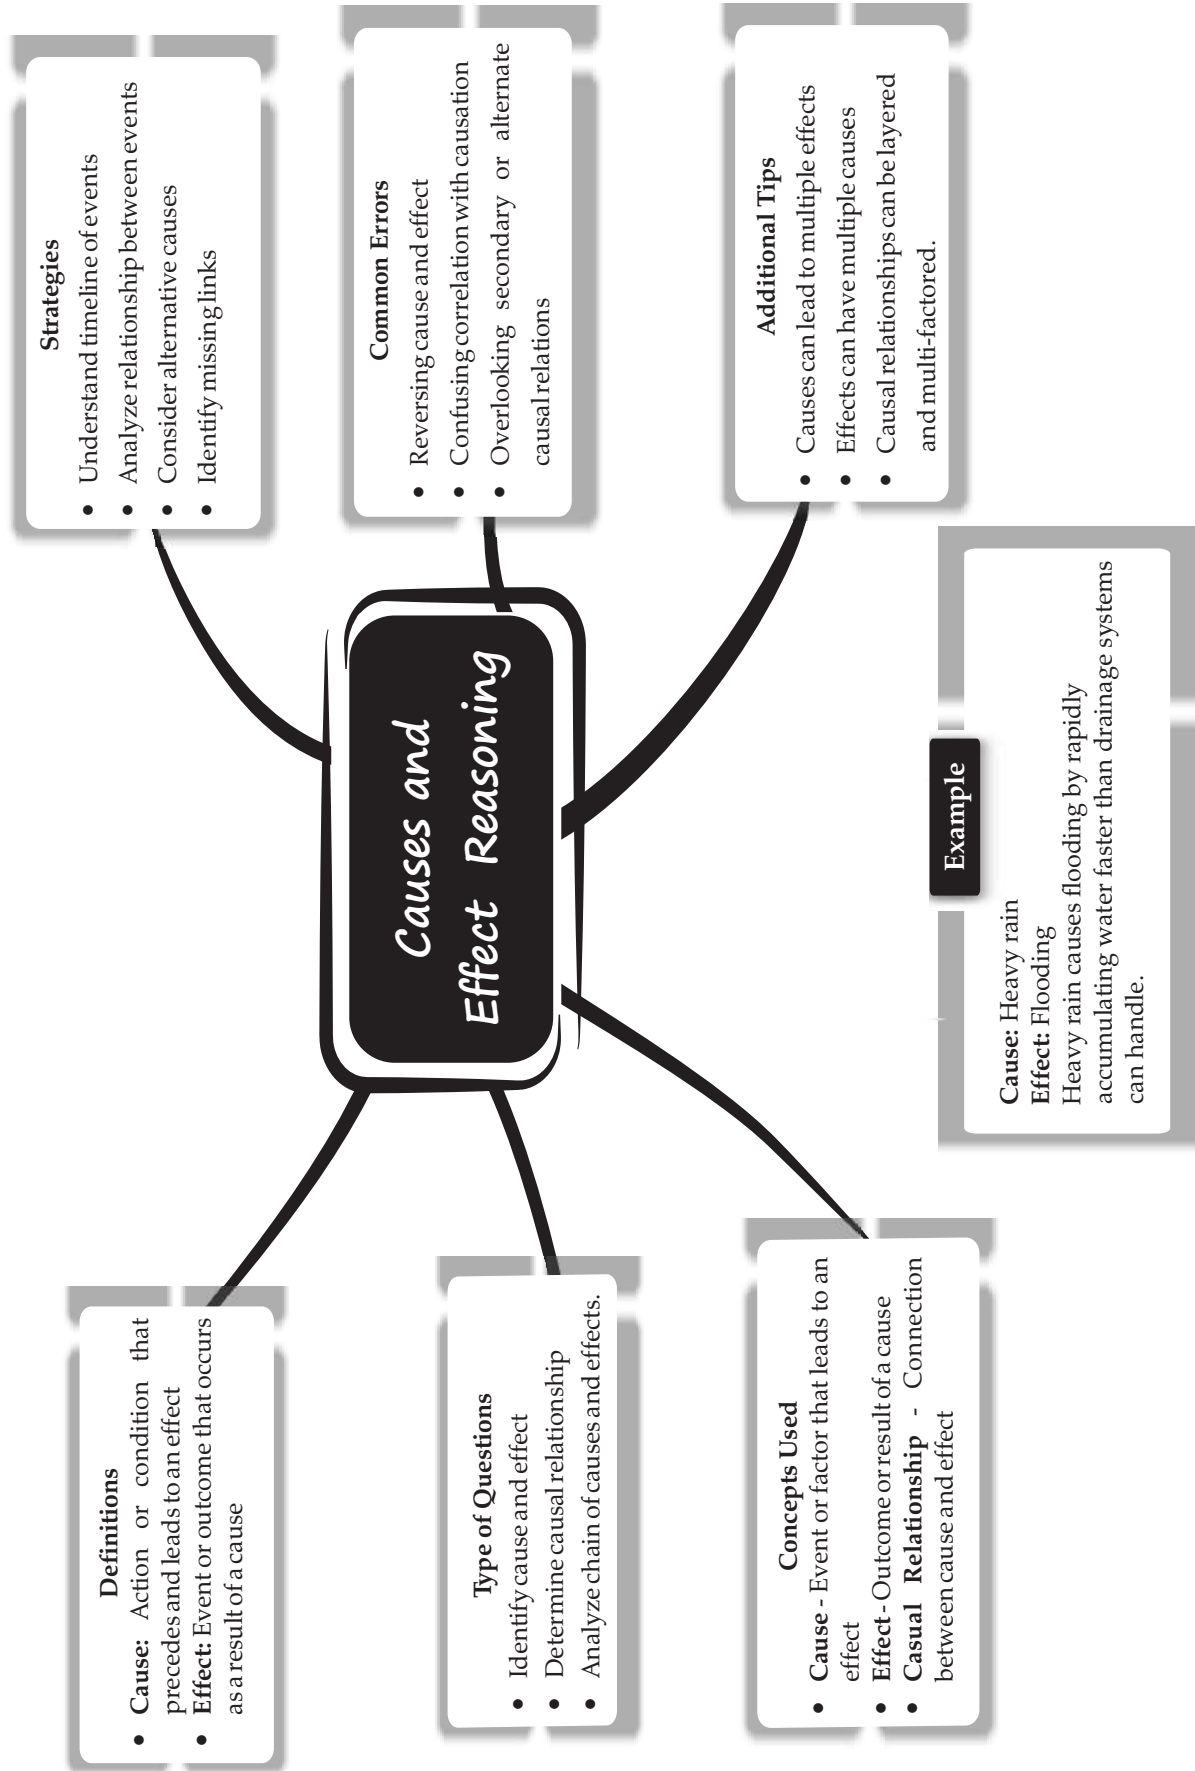 Causes and
Effect Reasoning
Definitions
• Cause: Action or condition that
precedes and leads to an effect
• Effect: Event or outcome that occurs
as a result of a cause
Type of Questions
• Identify cause and effect
• Determine causal relationship
• Analyze chain of causes and effects.
Concepts Used
• Cause - Event or factor that leads to an
effect
• Effect - Outcome or result of a cause
• Casual Relationship - Connection
between cause and effect
Strategies
• Understand timeline of events
• Analyze relationship between events
• Consider alternative causes
• Identify missing links
Common Errors
• Reversing cause and effect
• Confusing correlation with causation
• Overlooking secondary or alternate
causal relations
Additional Tips
• Causes can lead to multiple effects
• Effects can have multiple causes
• Causal relationships can be layered
and multi-factored.
Example
Cause: Heavy rain
Effect: Flooding
Heavy rain causes flooding by rapidly
accumulating water faster than drainage systems
can handle.